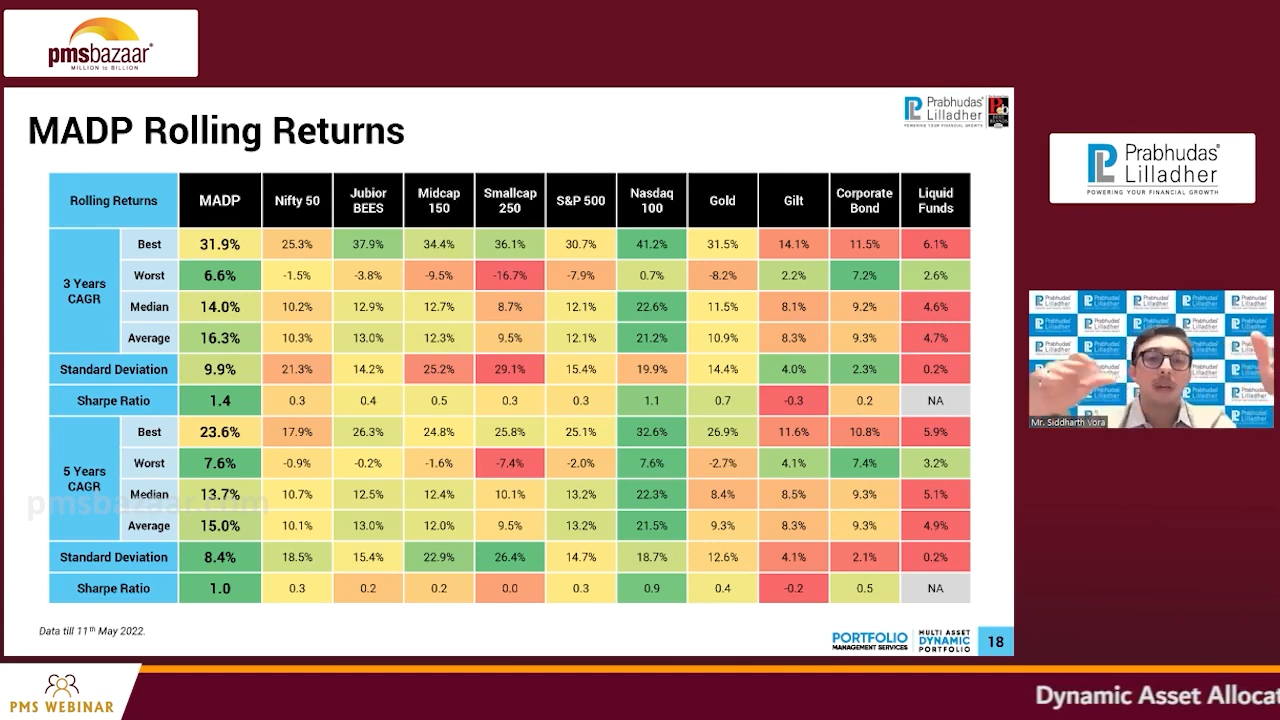 pmsbazaar®
MILLION to BILLION
MADP Rolling Returns
Prabhudas
Lilladher
POWERING YOUR FINANCIAL GROWTH
Rolling Returns MADP Nifty 50 Jubior BEES Midcap 150 Smallcap 250 S&P 500 Nasdaq 100 Gold Gilt Corporate Bond Liquid Funds
3 Years CAGR
Best 31.9% 25.3% 37.9% 34.4% 36.1% 30.7% 41.2% 31.5% 14.1% 11.5% 6.1%
Worst 6.6% -1.5% -3.8% -9.5% -16.7% -7.9% 0.7% -8.2% 2.2% 7.2% 2.6%
Median 14.0% 10.2% 12.9% 12.7% 8.7% 12.1% 22.6% 11.5% 8.1% 9.2% 4.6%
Average 16.3% 10.3% 13.0% 12.3% 9.5% 12.1% 21.2% 10.9% 8.3% 9.3% 4.7%
Standard Deviation 9.9% 21.3% 14.2% 25.2% 29.1% 15.4% 19.9% 14.4% 4.0% 2.3% 0.2%
Sharpe Ratio 1.4 0.3 0.4 0.5 0.3 0.3 1.1 0.7 -0.3 0.2 NA
5 Years CAGR
Best 23.6% 17.9% 26.3% 24.8% 25.8% 25.1% 32.6% 26.9% 11.6% 10.8% 5.9%
Worst 7.6% -0.9% -0.2% -1.6% -7.4% -2.0% 7.6% -2.7% 4.1% 7.4% 3.2%
Median 13.7% 10.7% 12.5% 12.4% 10.1% 13.2% 22.3% 8.4% 8.5% 9.3% 5.1%
Average 15.0% 10.1% 13.0% 12.0% 9.5% 13.2% 21.5% 9.3% 8.3% 9.3% 4.9%
Standard Deviation 8.4% 18.5% 15.4% 22.9% 26.4% 14.7% 18.7% 12.6% 4.1% 2.1% 0.2%
Sharpe Ratio 1.0 0.3 0.2 0.2 0.0 0.3 0.9 0.4 -0.2 0.5 NA
pmsbazaar.com
Data till 11th May 2022.
PORTFOLIO
MANAGEMENT SERVICES
MULTI ASSET
DYNAMIC
PORTFOLIO
18
Prabhudas®
Lilladher
POWERING YOUR FINANCIAL GROWTH
Mr. Siddharth Vora
PMS WEBINAR
Dynamic Asset Allocat